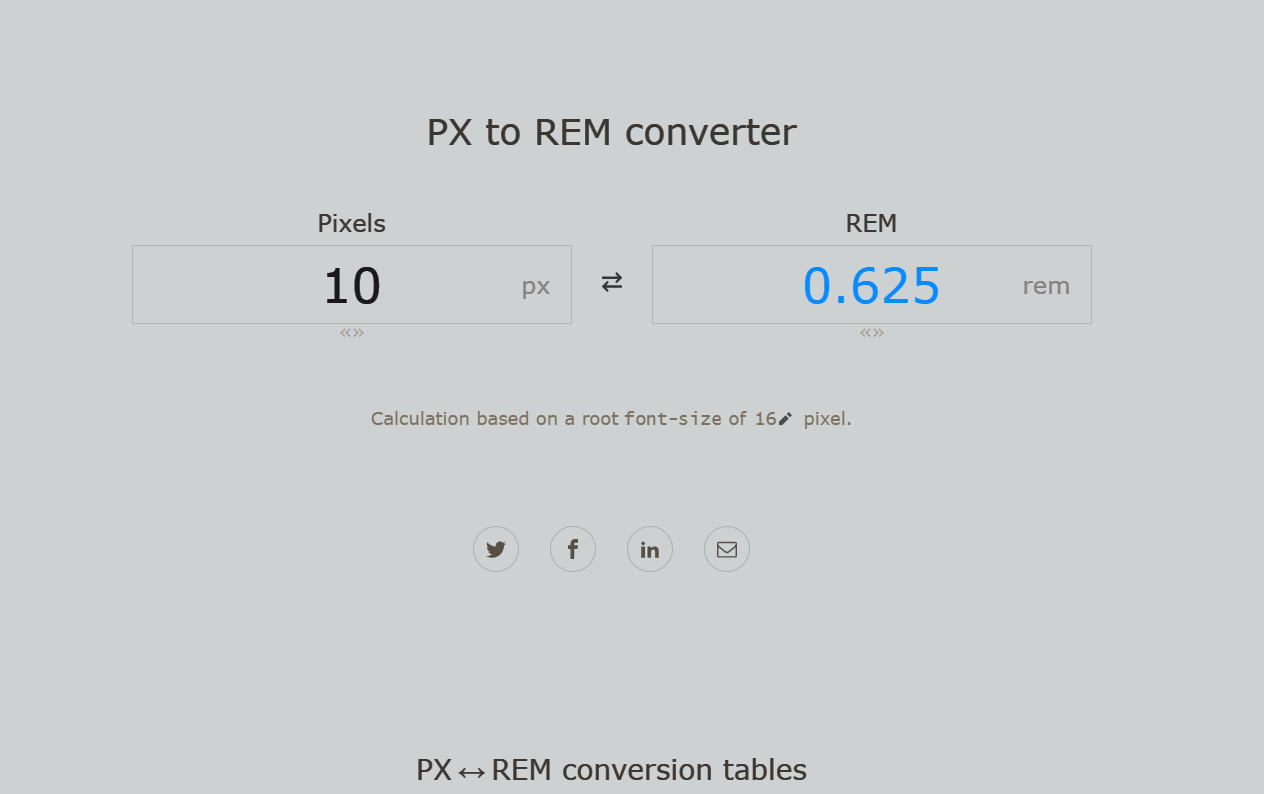 PX to REM converter
Pixels
REM
10 px
⇄
0.625 rem
«»
«»
Calculation based on a root font-size of 16 pixel.
PX↔REM conversion tables